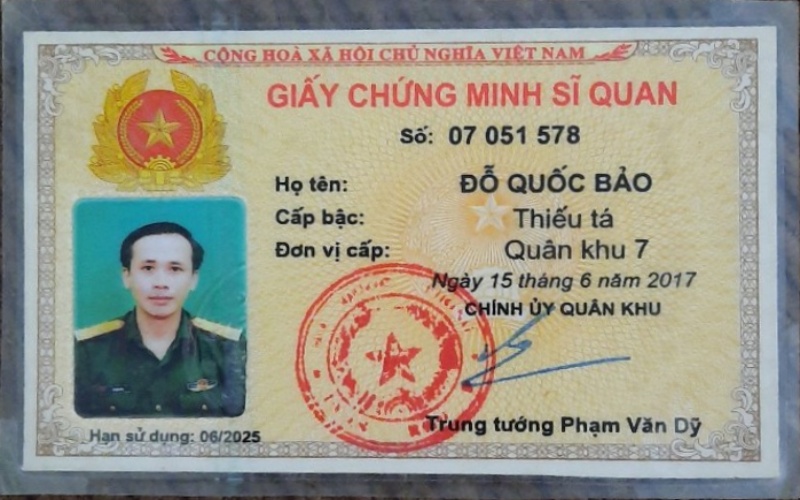 CỘNG HOÀ XÃ HỘI CHỦ NGHĨA VIỆT NAM
GIẤY CHỨNG MINH SĨ QUAN
Số: 07 051 578
Họ tên: ĐỖ QUỐC BẢO
Cấp bậc: Thiếu tá
Đơn vị cấp: Quân khu 7
Ngày 15 tháng 6 năm 2017
CHÍNH ỦY QUÂN KHU
Trung tướng Phạm Văn Dỹ
Hạn sử dụng: 06/2025